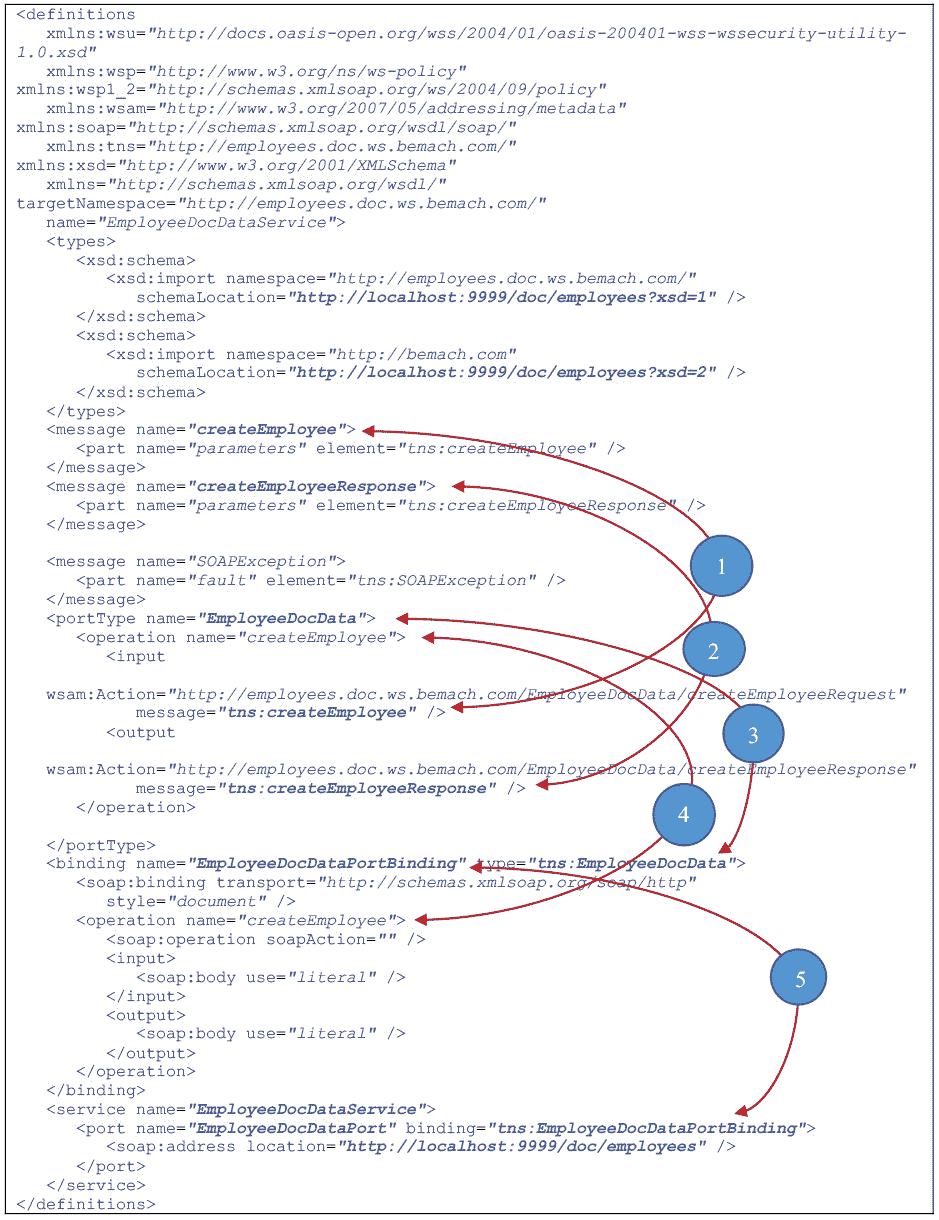 <definitions
xmlns:wsu="http://docs.oasis-open.org/wss/2004/01/oasis-200401-wss-wssecurity-utility-
1.0.xsd"
xmlns:wsp="http://www.w3.org/ns/ws-policy"
xmlns:wsp1_2="http://schemas.xmlsoap.org/ws/2004/09/policy"
xmlns:wsam="http://www.w3.org/2007/05/addressing/metadata"
xmlns:soap="http://schemas.xmlsoap.org/wsdl/soap/"
xmlns:tns="http://employees.doc.ws.bemach.com/"
xmlns:xsd="http://www.w3.org/2001/XMLSchema"
xmlns="http://schemas.xmlsoap.org/wsdl/"
targetNamespace="http://employees.doc.ws.bemach.com/"
name="EmployeeDocDataService">
<types>
<xsd:schema>
<xsd:import namespace="http://employees.doc.ws.bemach.com/"
schemaLocation="http://localhost:9999/doc/employees?xsd=1" />
</xsd:schema>
<xsd:schema>
<xsd:import namespace="http://bemach.com"
schemaLocation="http://localhost:9999/doc/employees?xsd=2" />
</xsd:schema>
</types>
<message name="createEmployee">
<part name="parameters" element="tns:createEmployee" />
</message>
<message name="createEmployeeResponse">
<part name="parameters" element="tns:createEmployeeResponse" />
</message>
<message name="SOAPException">
1
<part name="fault" element="tns:SOAPException" />
</message>
<portType name="EmployeeDocData">
<operation name="createEmployee">
2
<input
wsam:Action="http://employees.doc.ws.bemach.com/EmployeeDocData/createEmployeeRequest"
message="tns:createEmployee" />
<output
3
wsam:Action="http://employees.doc.ws.bemach.com/EmployeeDocData/createEmployeeResponse"
message="tns:createEmployeeResponse" />
</operation>
4
</portType>
<binding name="EmployeeDocDataPortBinding" type="tns:EmployeeDocData">
<soap:binding transport="http://schemas.xmlsoap.org/soap/http"
style="document" />
<operation name="createEmployee">
<soap:operation soapAction="" />
<input>
<soap:body use="literal" />
5
</input>
<output>
<soap:body use="literal" />
</output>
</operation>
</binding>
<service name="EmployeeDocDataService">
<port name="EmployeeDocDataPort" binding="tns:EmployeeDocDataPortBinding">
<soap:address location="http://localhost:9999/doc/employees" />
</port>
</service>
</definitions>